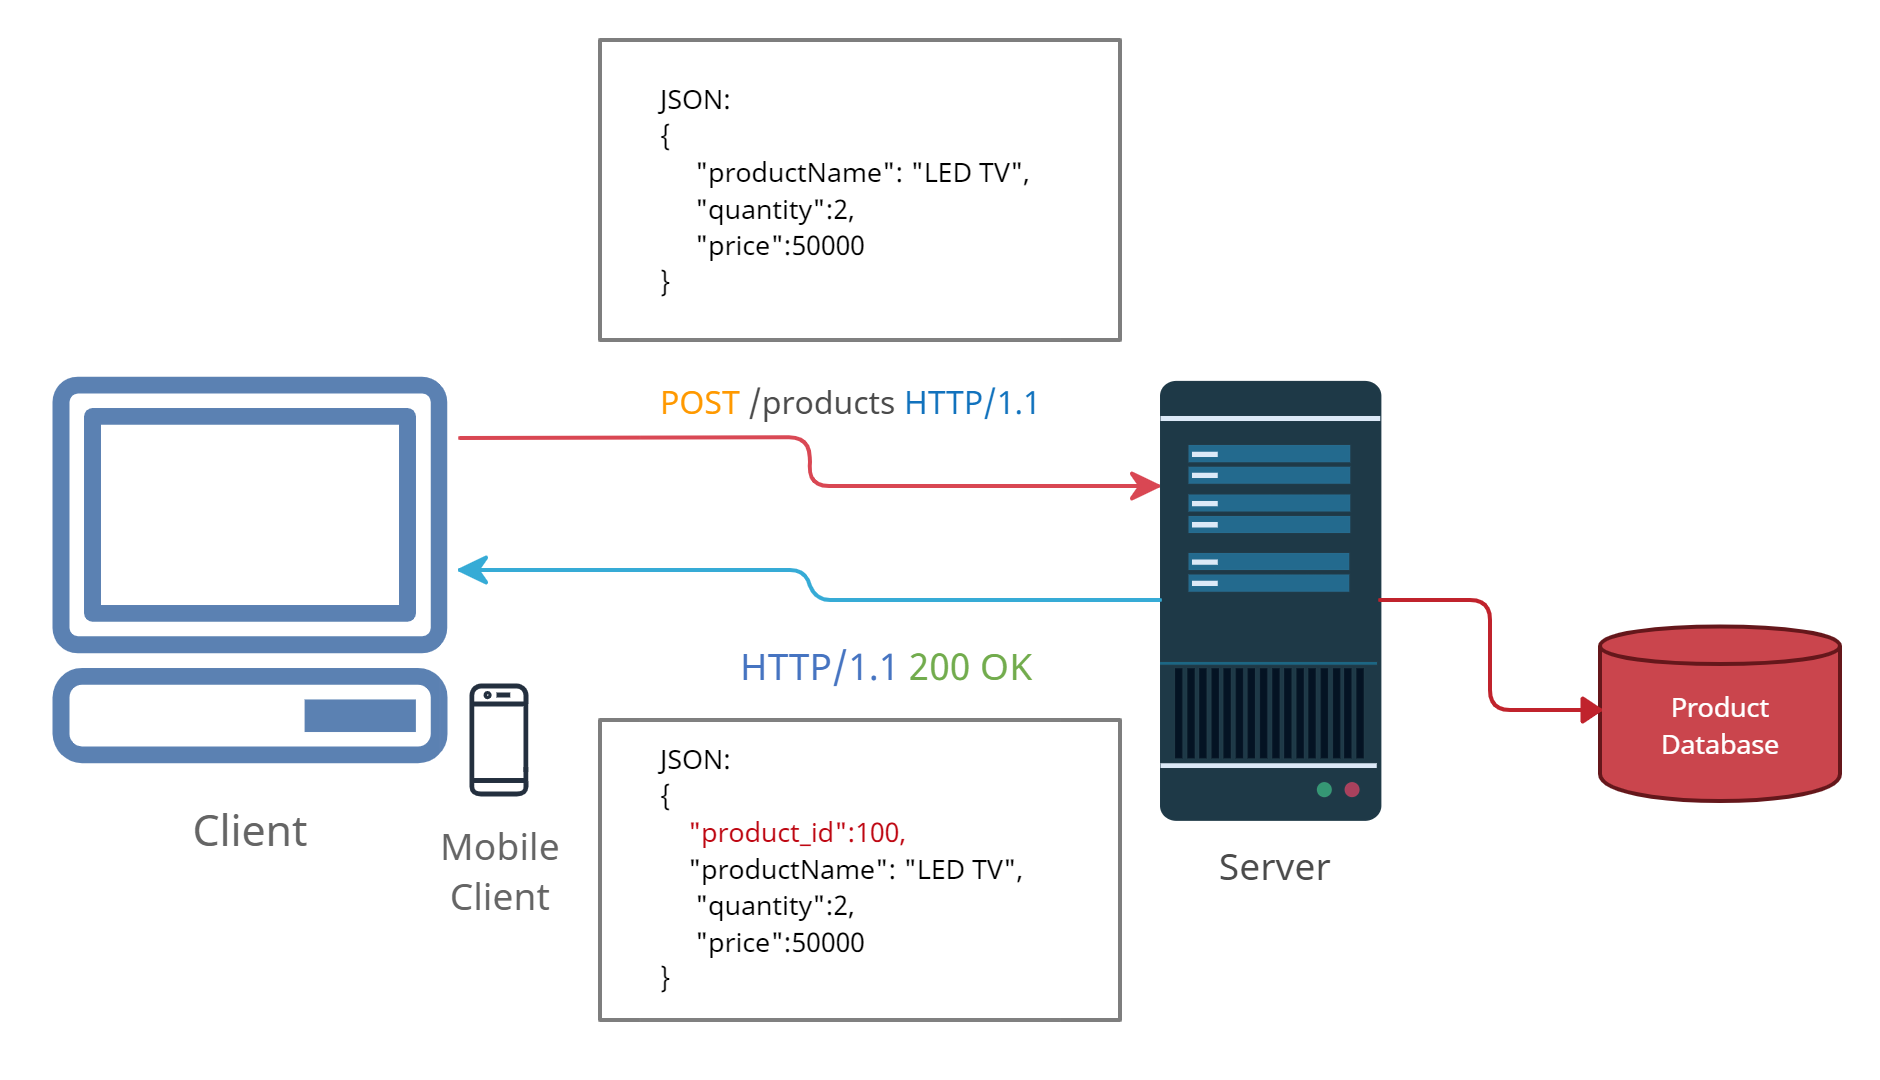 JSON:
{
"productName": "LED TV",
"quantity":2,
"price":50000
}
POST /products HTTP/1.1
HTTP/1.1 200 OK
JSON:
{
"product_id":100,
"productName": "LED TV",
"quantity":2,
"price":50000
}
Client
Mobile
Client
Server
Product
Database